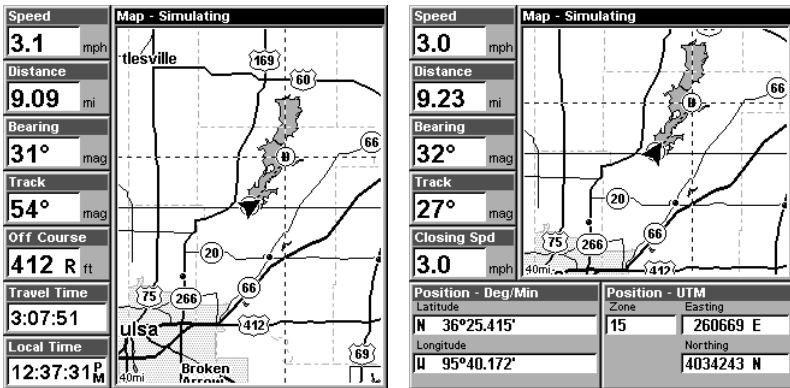 Speed
3.1 mph
Distance
9.09 mi
Bearing
31° mag
Track
54° mag
Off Course
412 R ft
Travel Time
3:07:51
Local Time
12:37:31 PM
Map - Simulating
tlesville
169
60
66
B
20
75
266
66
412
ulsa
69
Broken
Arrow
40mi
Speed
3.0 mph
Distance
9.23 mi
Bearing
32° mag
Track
27° mag
Closing Spd
3.0 mph
Map - Simulating
66
B
20
66
75
266
412
40mi
Position - Deg/Min
Latitude
N 36°25.415'
Longitude
W 95°40.172'
Position - UTM
Zone Easting
15 260669 E
Northing
4034243 N